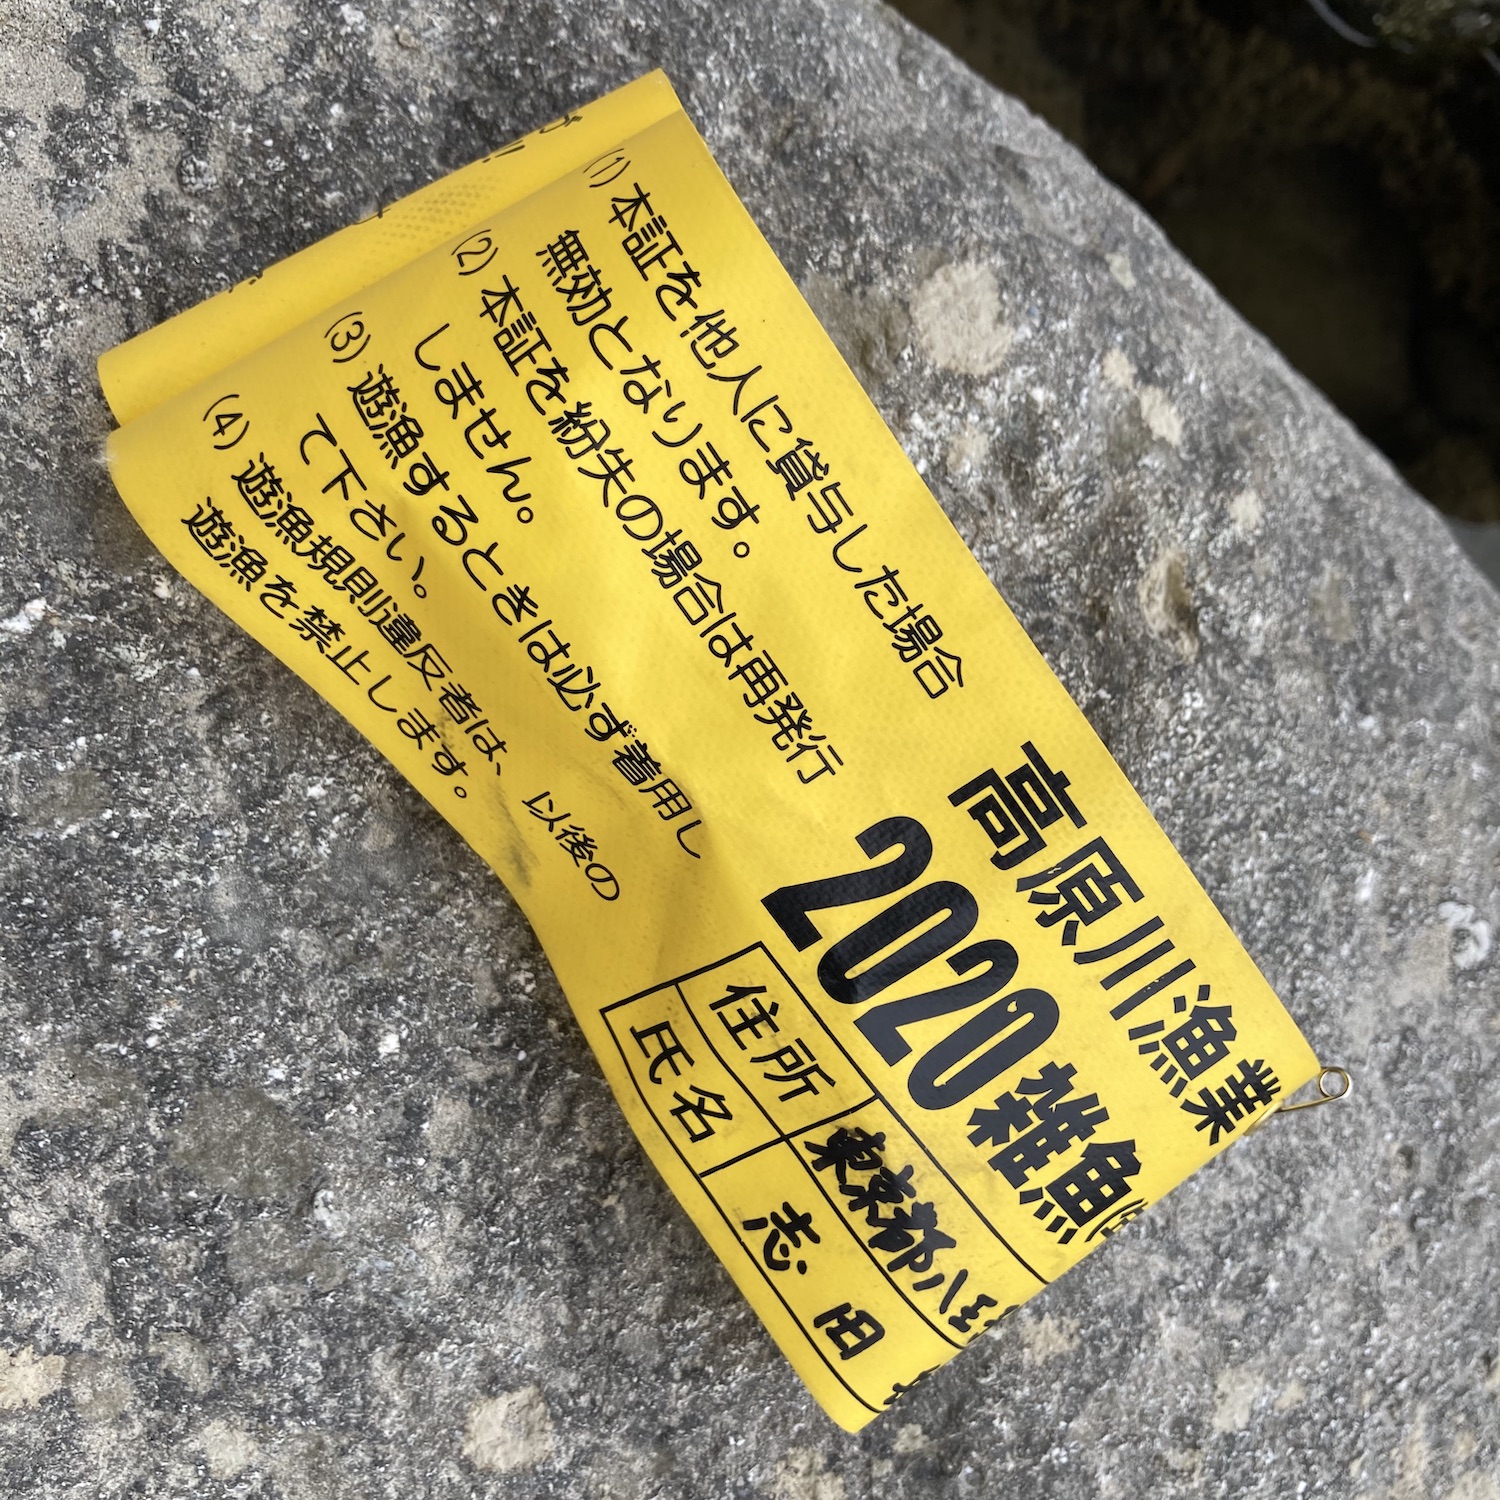 (1) 本証を他人に貸与した場合
無効となります。
(2) 本証を紛失の場合は再発行
しません。
(3) 遊漁するときは必ず着用し
て下さい。
(4) 遊漁規則違反者は、以後の
遊漁を禁止します。
高原川漁業
2020雑魚
住所 東京都八王
氏名 志田